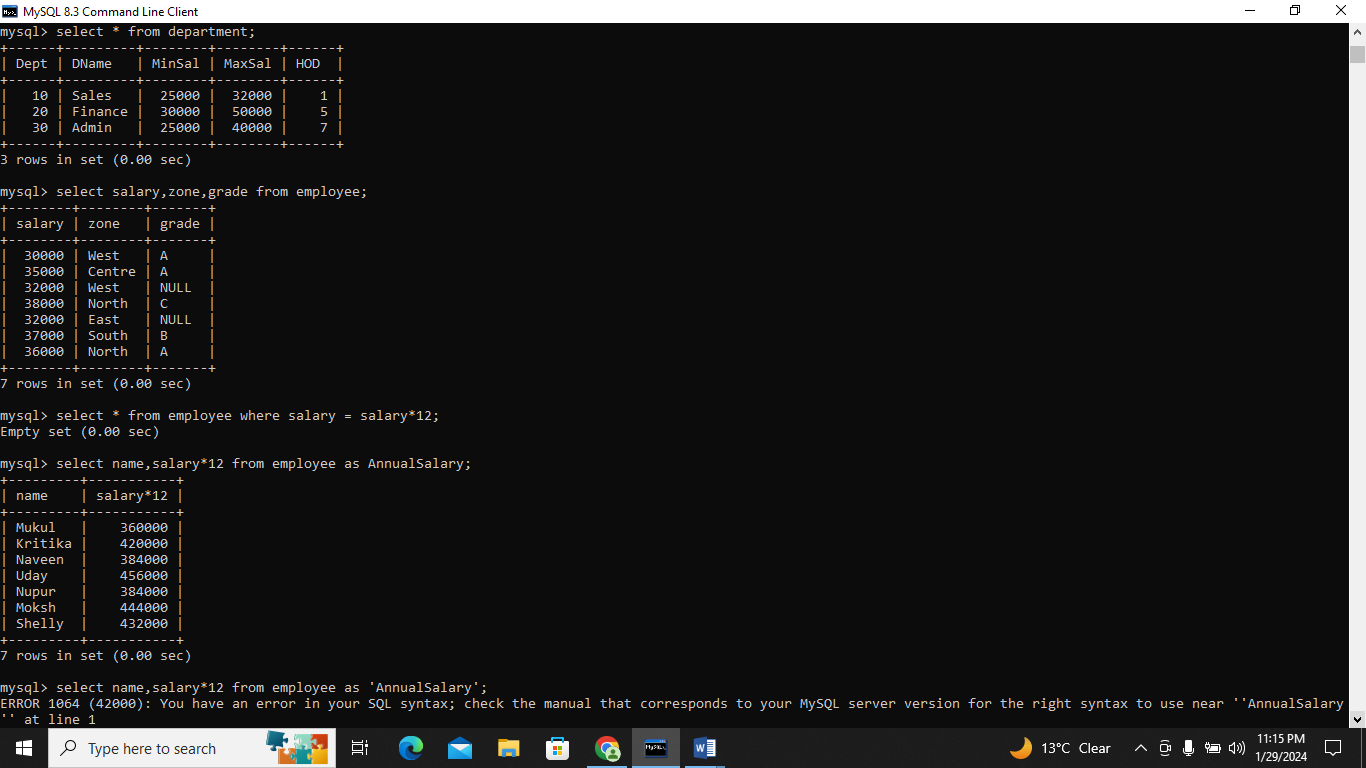 MySQL 8.3 Command Line Client
mysql> select * from department;
+------+---------+--------+--------+------+
| Dept | DName   | MinSal | MaxSal | HOD  |
+------+---------+--------+--------+------+
|   10 | Sales   |  25000 |  32000 |    1 |
|   20 | Finance |  30000 |  50000 |    5 |
|   30 | Admin   |  25000 |  40000 |    7 |
+------+---------+--------+--------+------+
3 rows in set (0.00 sec)
mysql> select salary,zone,grade from employee;
+--------+--------+-------+
| salary | zone   | grade |
+--------+--------+-------+
|  30000 | West   | A     |
|  35000 | Centre | A     |
|  32000 | West   | NULL  |
|  38000 | North  | C     |
|  32000 | East   | NULL  |
|  37000 | South  | B     |
|  36000 | North  | A     |
+--------+--------+-------+
7 rows in set (0.00 sec)
mysql> select * from employee where salary = salary*12;
Empty set (0.00 sec)
mysql> select name,salary*12 from employee as AnnualSalary;
+---------+-----------+
| name    | salary*12 |
+---------+-----------+
| Mukul   |    360000 |
| Kritika |    420000 |
| Naveen  |    384000 |
| Uday    |    456000 |
| Nupur   |    384000 |
| Moksh   |    444000 |
| Shelly  |    432000 |
+---------+-----------+
7 rows in set (0.00 sec)
mysql> select name,salary*12 from employee as 'AnnualSalary';
ERROR 1064 (42000): You have an error in your SQL syntax; check the manual that corresponds to your MySQL server version for the right syntax to use near ''AnnualSalary
'' at line 1
Type here to search
13°C Clear
11:15 PM
1/29/2024